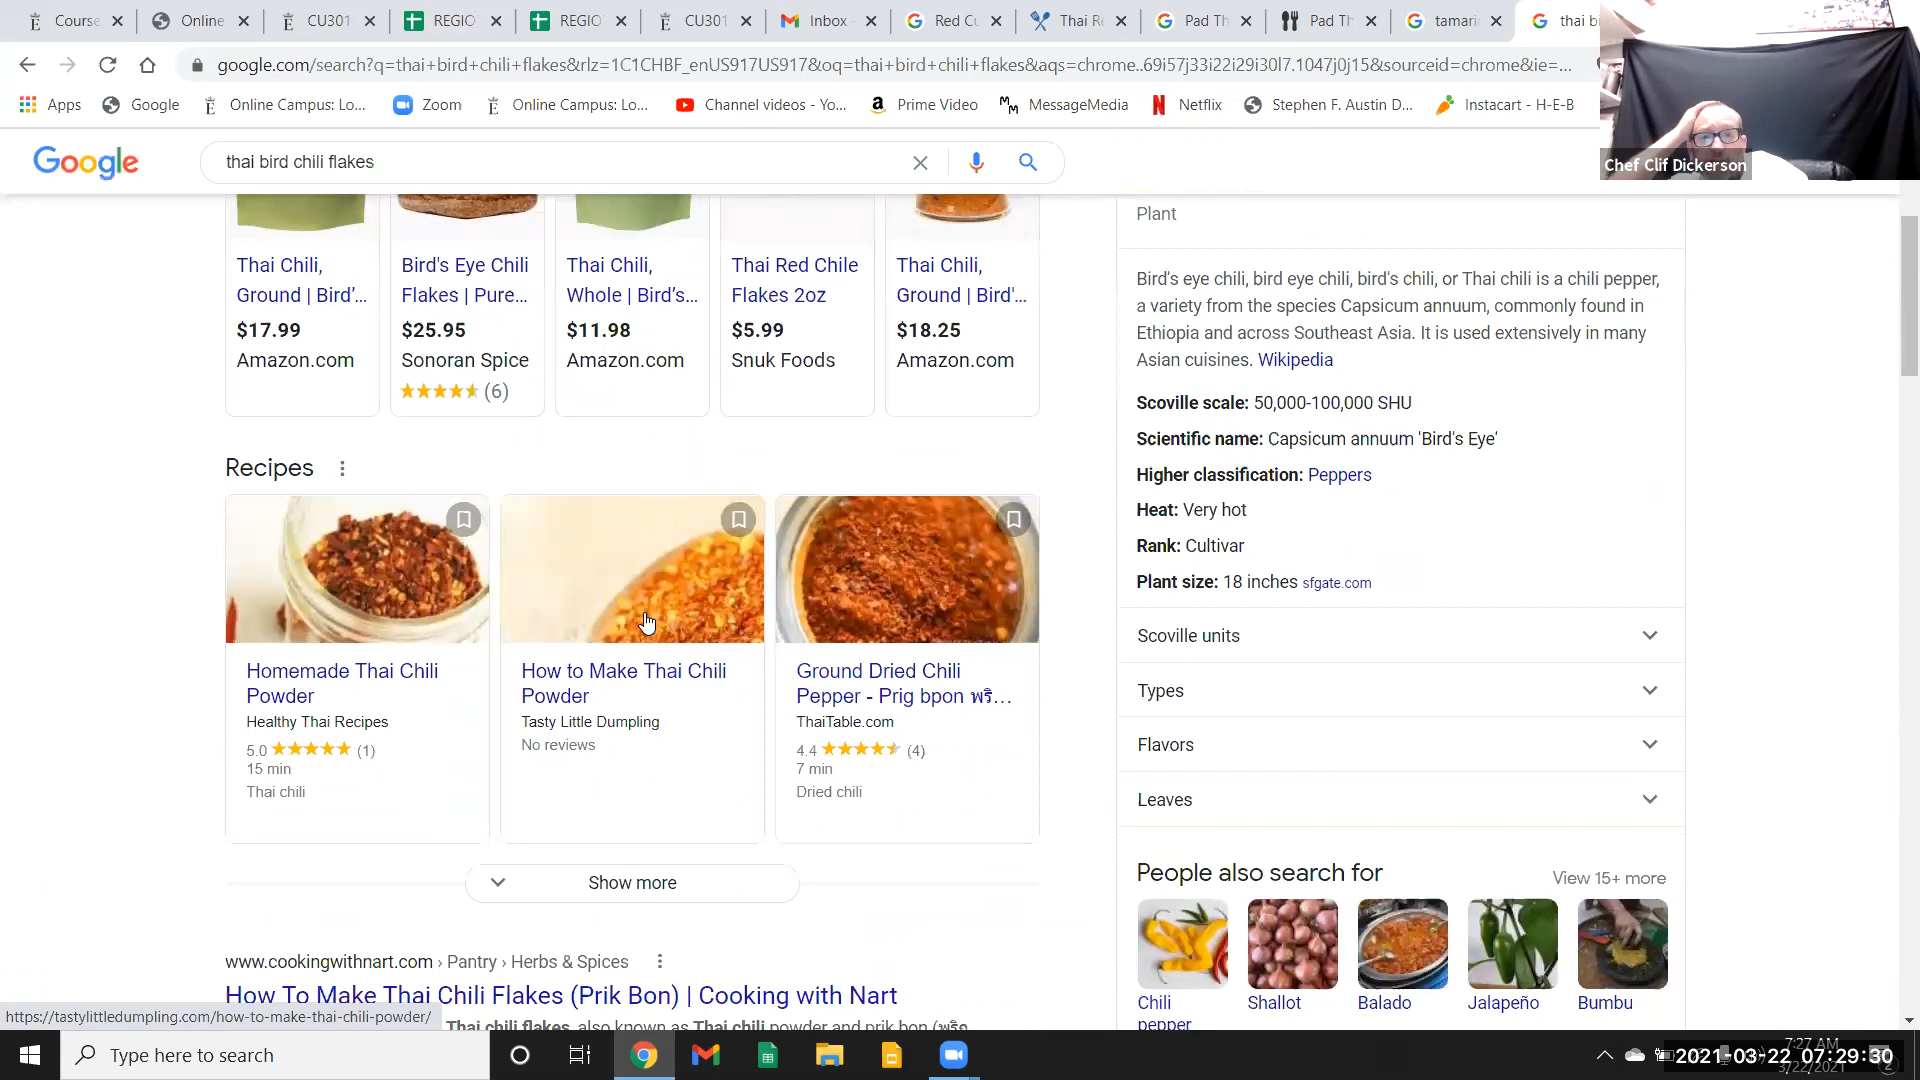 Course
Online
CU301
REGIO
REGIO
CU301
Inbox
Red Cu
Thai Re
Pad Th
Pad Th
tamari
thai bi
google.com/search?q=thai+bird+chili+flakes&rlz=1C1CHBF_enUS917US917&oq=thai+bird+chili+flakes&aqs=chrome..69i57j33i22i29i30l7.1047j0j15&sourceid=chrome&ie=...
Apps
Google
Online Campus: Lo...
Zoom
Online Campus: Lo...
Channel videos - Yo...
Prime Video
MessageMedia
Netflix
Stephen F. Austin D...
Instacart - H-E-B
Chef Clif Dickerson
Google
thai bird chili flakes
Thai Chili,
Ground | Bird’...
$17.99
Amazon.com
Bird's Eye Chili
Flakes | Pure...
$25.95
Sonoran Spice
(6)
Thai Chili,
Whole | Bird’s...
$11.98
Amazon.com
Thai Red Chile
Flakes 2oz
$5.99
Snuk Foods
Thai Chili,
Ground | Bird'...
$18.25
Amazon.com
Recipes
Homemade Thai Chili
Powder
Healthy Thai Recipes
5.0 (1)
15 min
Thai chili
How to Make Thai Chili
Powder
Tasty Little Dumpling
No reviews
Ground Dried Chili
Pepper - Prig bpon พริ...
ThaiTable.com
4.4 (4)
7 min
Dried chili
Show more
www.cookingwithnart.com › Pantry › Herbs & Spices
How To Make Thai Chili Flakes (Prik Bon) | Cooking with Nart
Thai chili flakes, also known as Thai chili powder and prik bon (พริก
Plant
Bird's eye chili, bird eye chili, bird's chili, or Thai chili is a chili pepper,
a variety from the species Capsicum annuum, commonly found in
Ethiopia and across Southeast Asia. It is used extensively in many
Asian cuisines. Wikipedia
Scoville scale: 50,000-100,000 SHU
Scientific name: Capsicum annuum 'Bird's Eye'
Higher classification: Peppers
Heat: Very hot
Rank: Cultivar
Plant size: 18 inches sfgate.com
Scoville units
Types
Flavors
Leaves
People also search for
View 15+ more
Chili
pepper
Shallot
Balado
Jalapeño
Bumbu
https://tastylittledumpling.com/how-to-make-thai-chili-powder/
Type here to search
7:27 AM
3/22/2021
2021-03-22 07:29:30